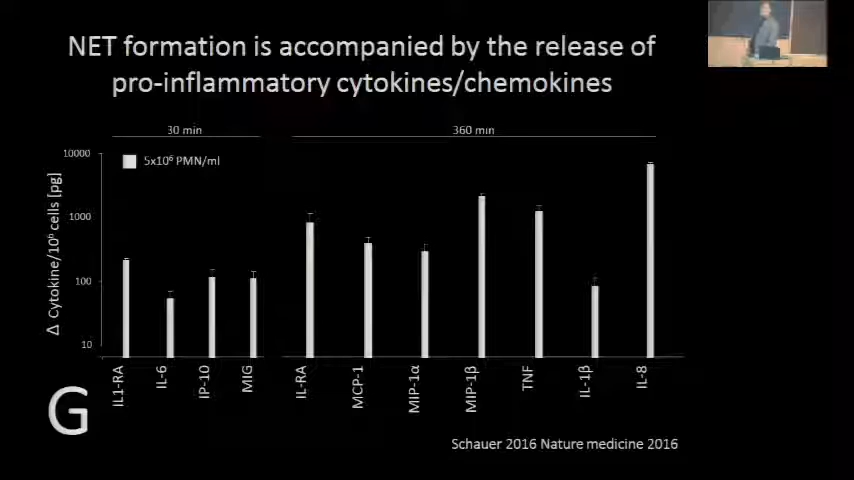 NET formation is accompanied by the release of
pro-inflammatory cytokines/chemokines
30 min
360 min
5x10⁶ PMN/ml
Δ Cytokine/10⁶ cells [pg]
10000
1000
100
10
IL1-RA
IL-6
IP-10
MIG
IL-RA
MCP-1
MIP-1α
MIP-1β
TNF
IL-1β
IL-8
G
Schauer 2016 Nature medicine 2016